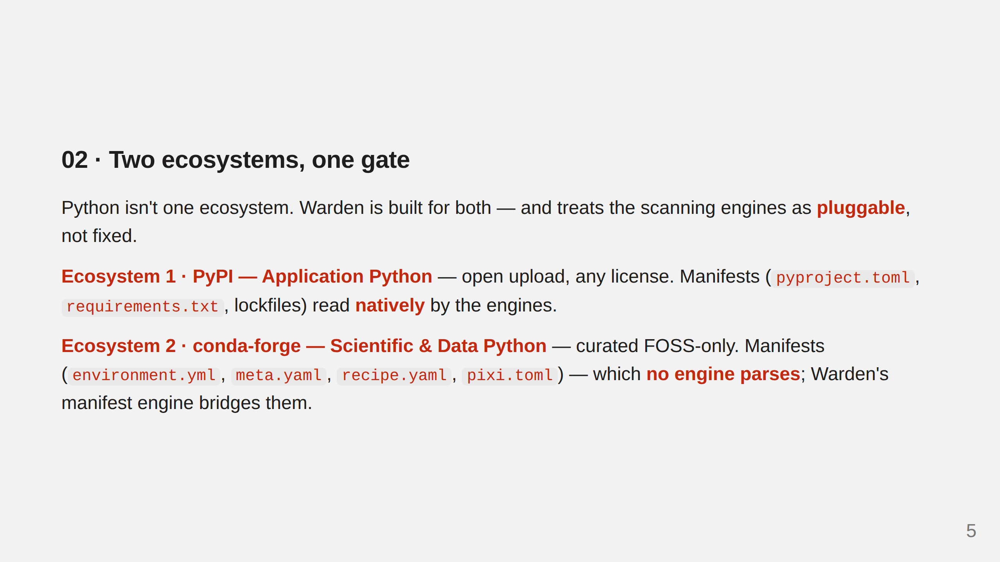 02 · Two ecosystems, one gate
Python isn't one ecosystem. Warden is built for both — and treats the scanning engines as pluggable,
not fixed.
Ecosystem 1 · PyPI — Application Python — open upload, any license. Manifests (pyproject.toml,
requirements.txt, lockfiles) read natively by the engines.
Ecosystem 2 · conda-forge — Scientific & Data Python — curated FOSS-only. Manifests
(environment.yml, meta.yaml, recipe.yaml, pixi.toml) — which no engine parses; Warden's
manifest engine bridges them.
5